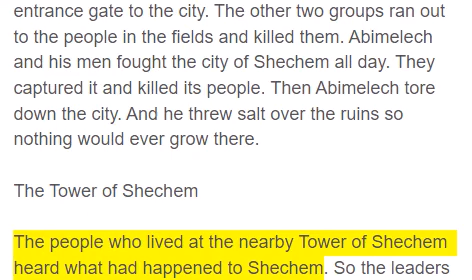 entrance gate to the city. The other two groups ran out
to the people in the fields and killed them. Abimelech
and his men fought the city of Shechem all day. They
captured it and killed its people. Then Abimelech tore
down the city. And he threw salt over the ruins so
nothing would ever grow there.
The Tower of Shechem
The people who lived at the nearby Tower of Shechem
heard what had happened to Shechem. So the leaders